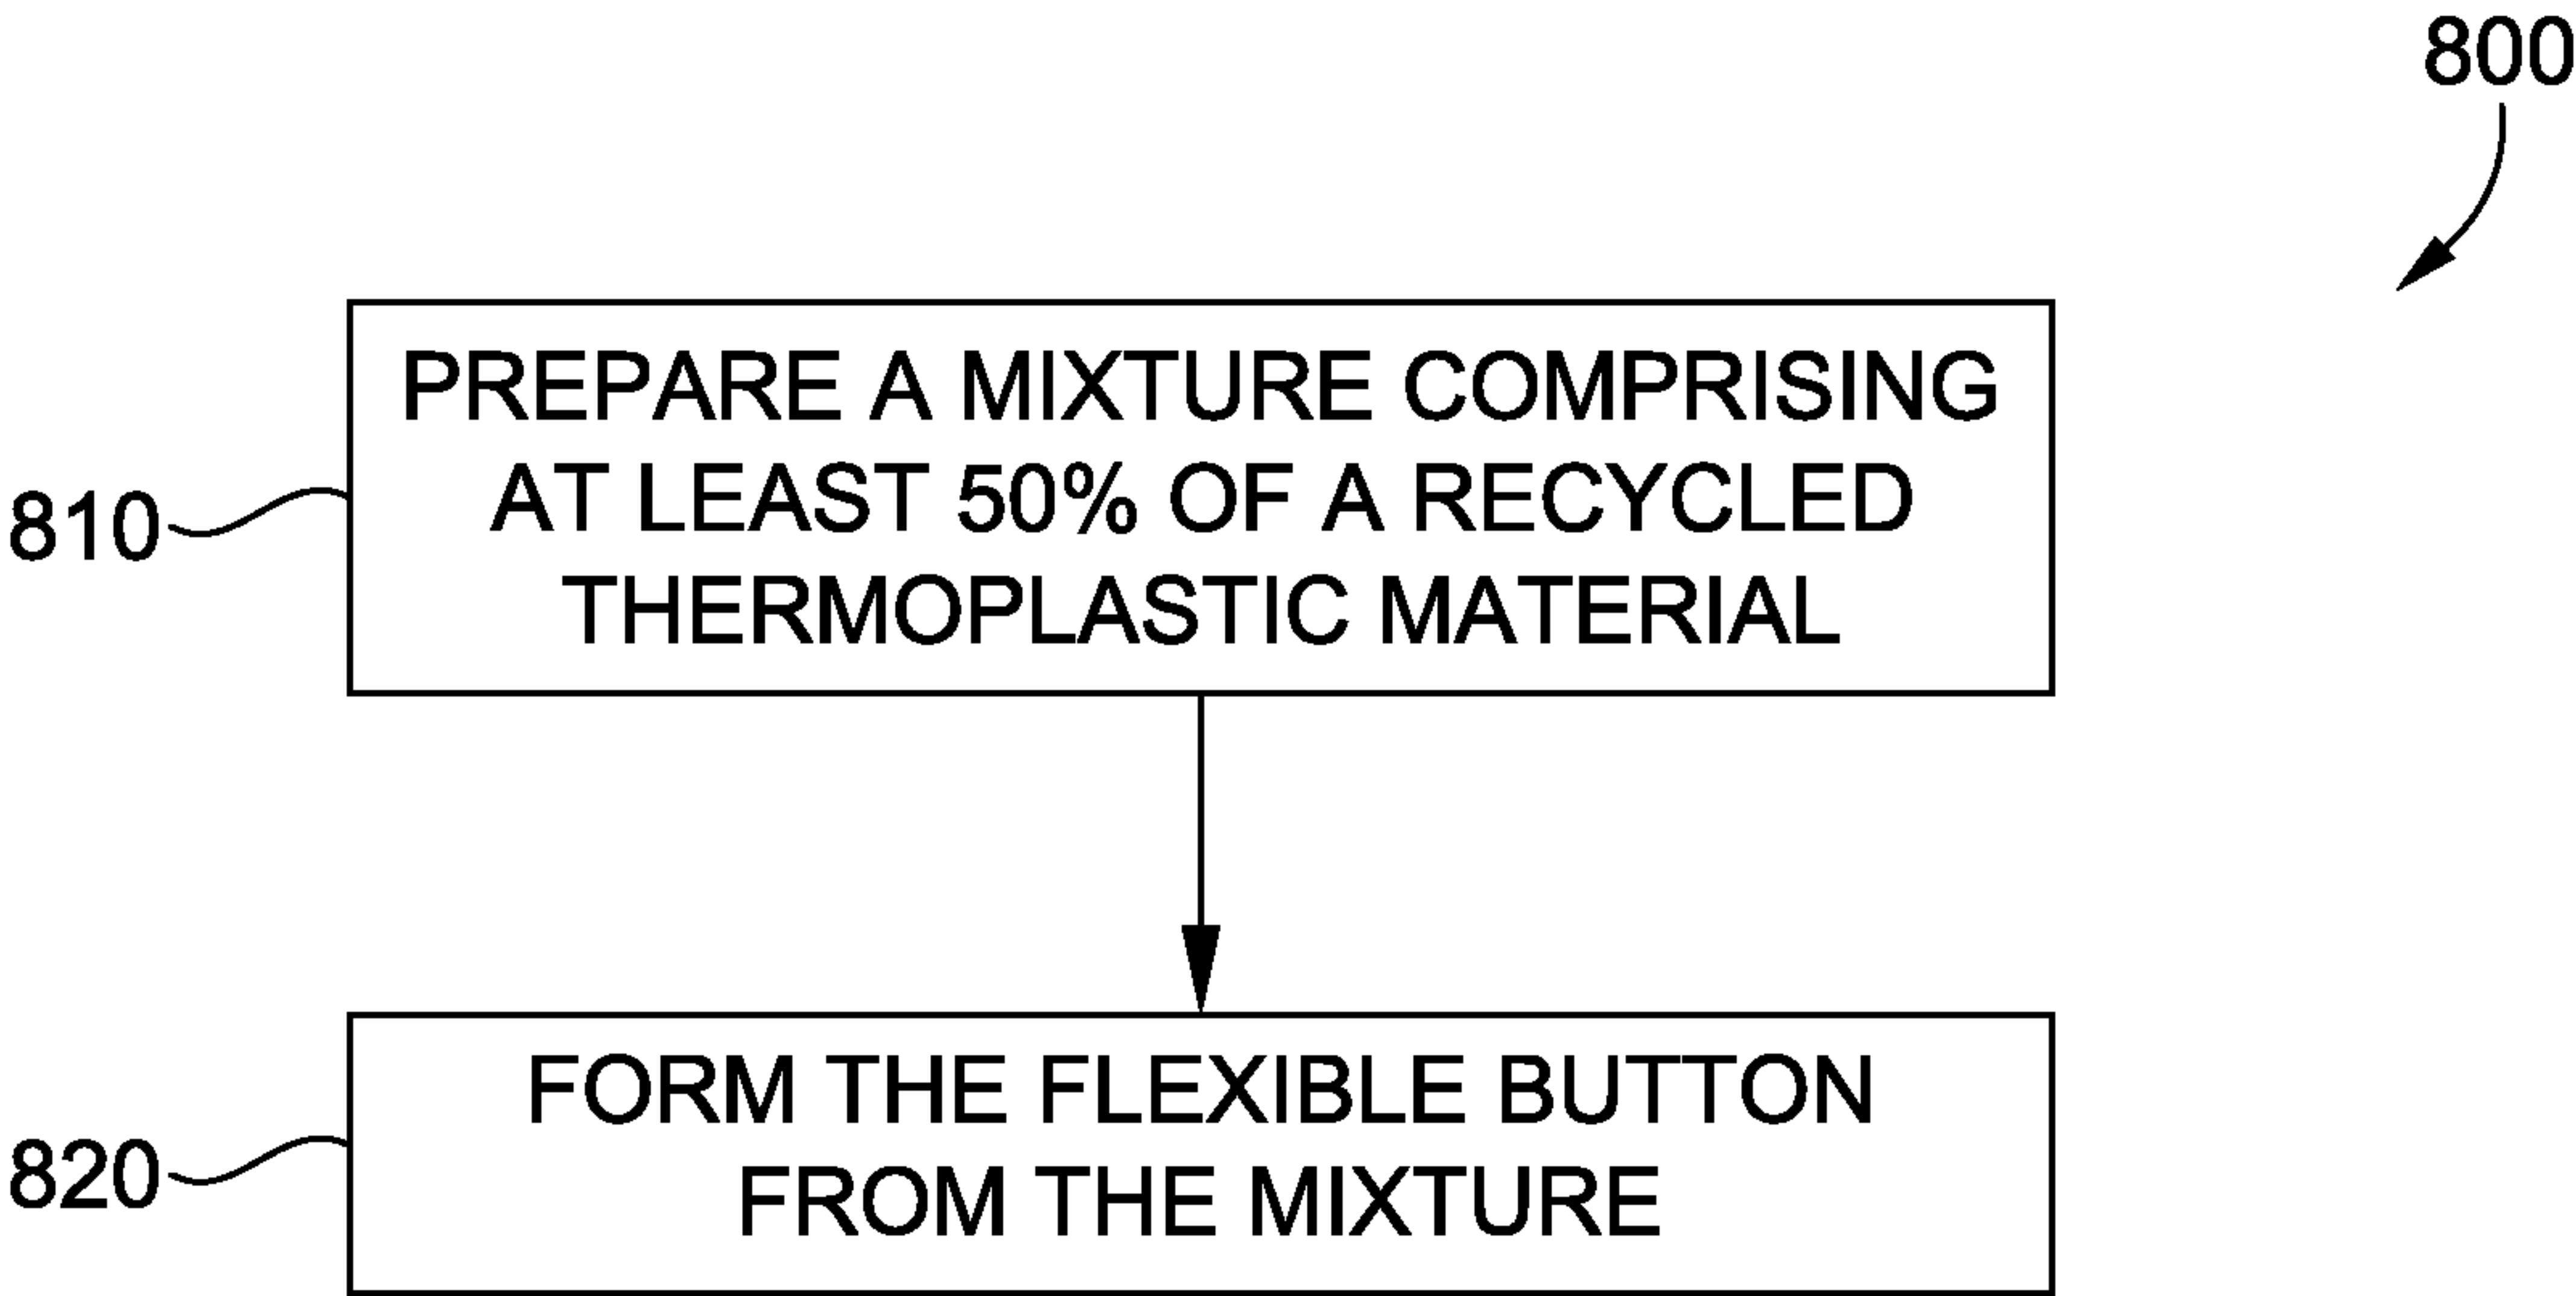 800
PREPARE A MIXTURE COMPRISING
AT LEAST 50% OF A RECYCLED
THERMOPLASTIC MATERIAL
810
FORM THE FLEXIBLE BUTTON
FROM THE MIXTURE
820